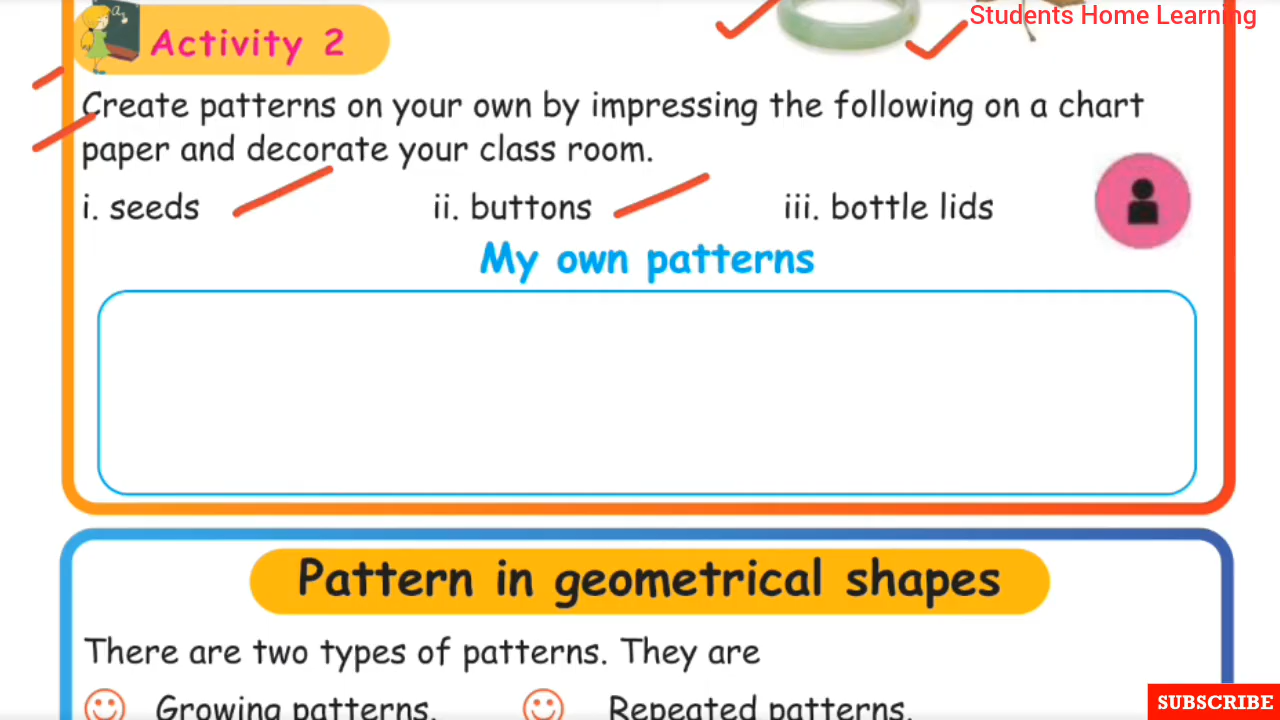 Students Home Learning
Activity 2
Create patterns on your own by impressing the following on a chart
paper and decorate your class room.
i. seeds ii. buttons iii. bottle lids
My own patterns
Pattern in geometrical shapes
There are two types of patterns. They are
Growing patterns. Repeated patterns.
SUBSCRIBE